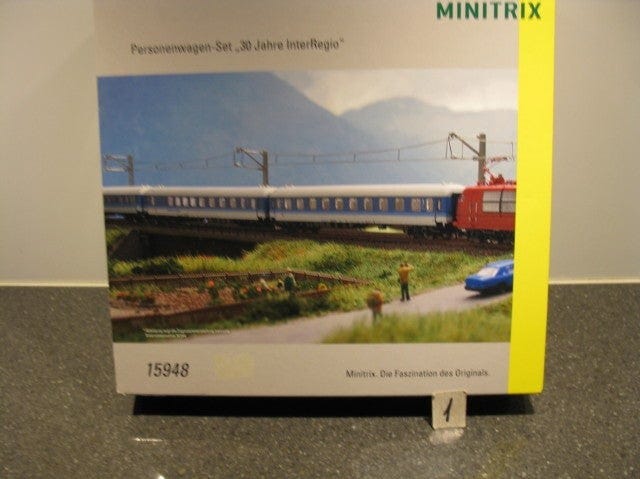 MINITRIX
Personenwagen-Set „30 Jahre InterRegio"
15948
Minitrix. Die Faszination des Originals.
1